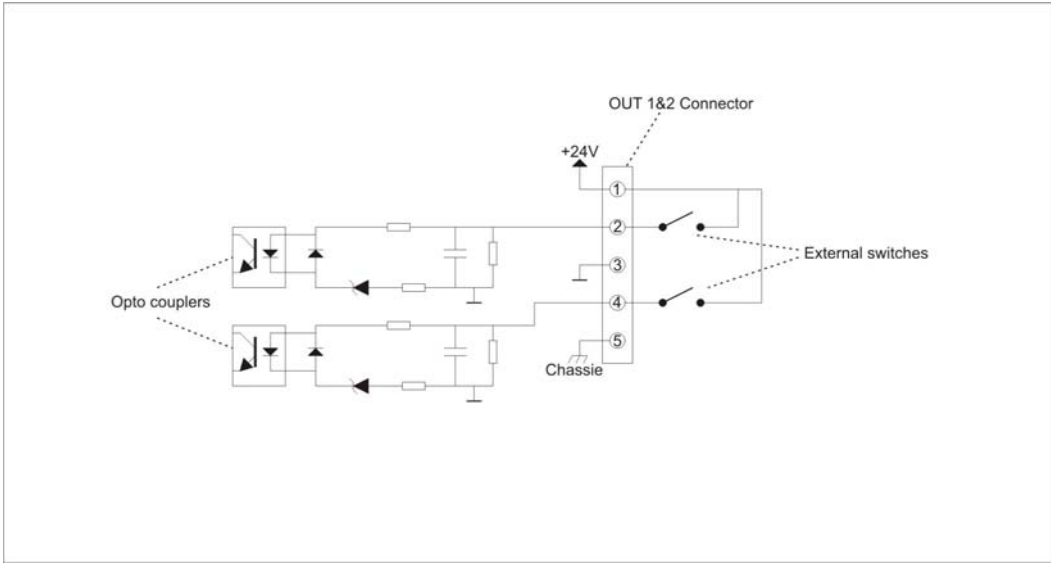 OUT 1&2 Connector
+24V
1
2
3
External switches
Opto couplers
4
5
Chassie